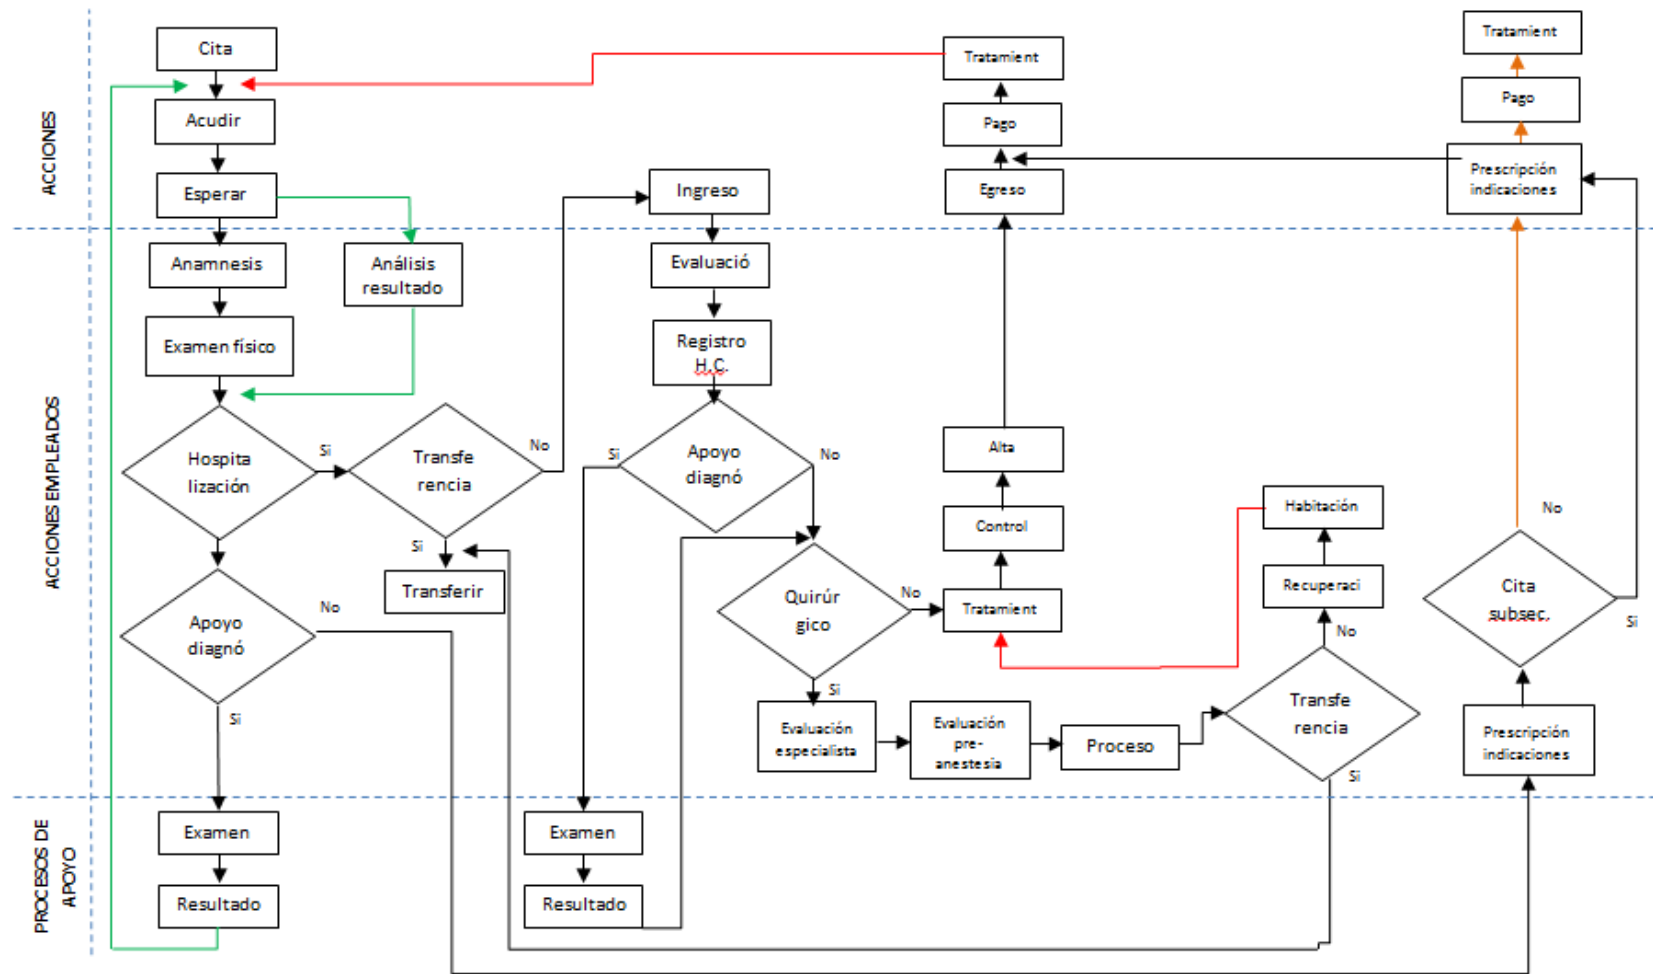 ACCIONES
Cita
Acudir
Esperar
Ingreso
Tratamient
Pago
Egreso
Tratamient
Pago
Prescripción
indicaciones
ACCIONES EMPLEADOS
Anamnesis
Examen físico
Análisis
resultado
Hospita
lización
Si
Transfe
rencia
No
Si
Transferir
Apoyo
diagnó
No
Si
Evaluació
Registro
H.C.
Apoyo
diagnó
Si
No
Quirúr
gico
No
Si
Alta
Control
Tratamient
Evaluación
especialista
Evaluación
pre-
anestesia
Proceso
Habitación
Recuperaci
No
Transfe
rencia
Si
No
Cita
subsec.
Si
Prescripción
indicaciones
PROCESOS DE
APOYO
Examen
Resultado
Examen
Resultado